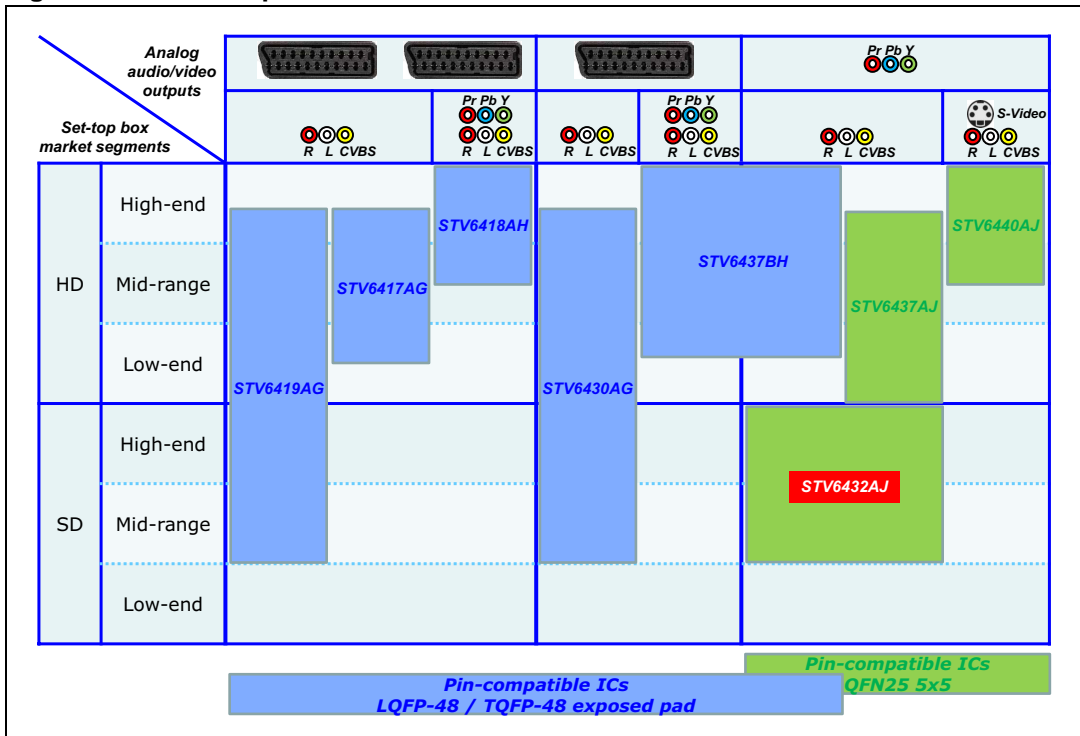 Analog
audio/video
outputs
Set-top box
market segments
Pr Pb Y
Pr Pb Y
Pr Pb Y
S-Video
R L CVBS
R L CVBS
R L CVBS
R L CVBS
R L CVBS
R L CVBS
HD
High-end
Mid-range
Low-end
SD
High-end
Mid-range
Low-end
STV6419AG
STV6417AG
STV6418AH
STV6430AG
STV6437BH
STV6437AJ
STV6440AJ
STV6432AJ
Pin-compatible ICs
QFN25 5x5
Pin-compatible ICs
LQFP-48 / TQFP-48 exposed pad